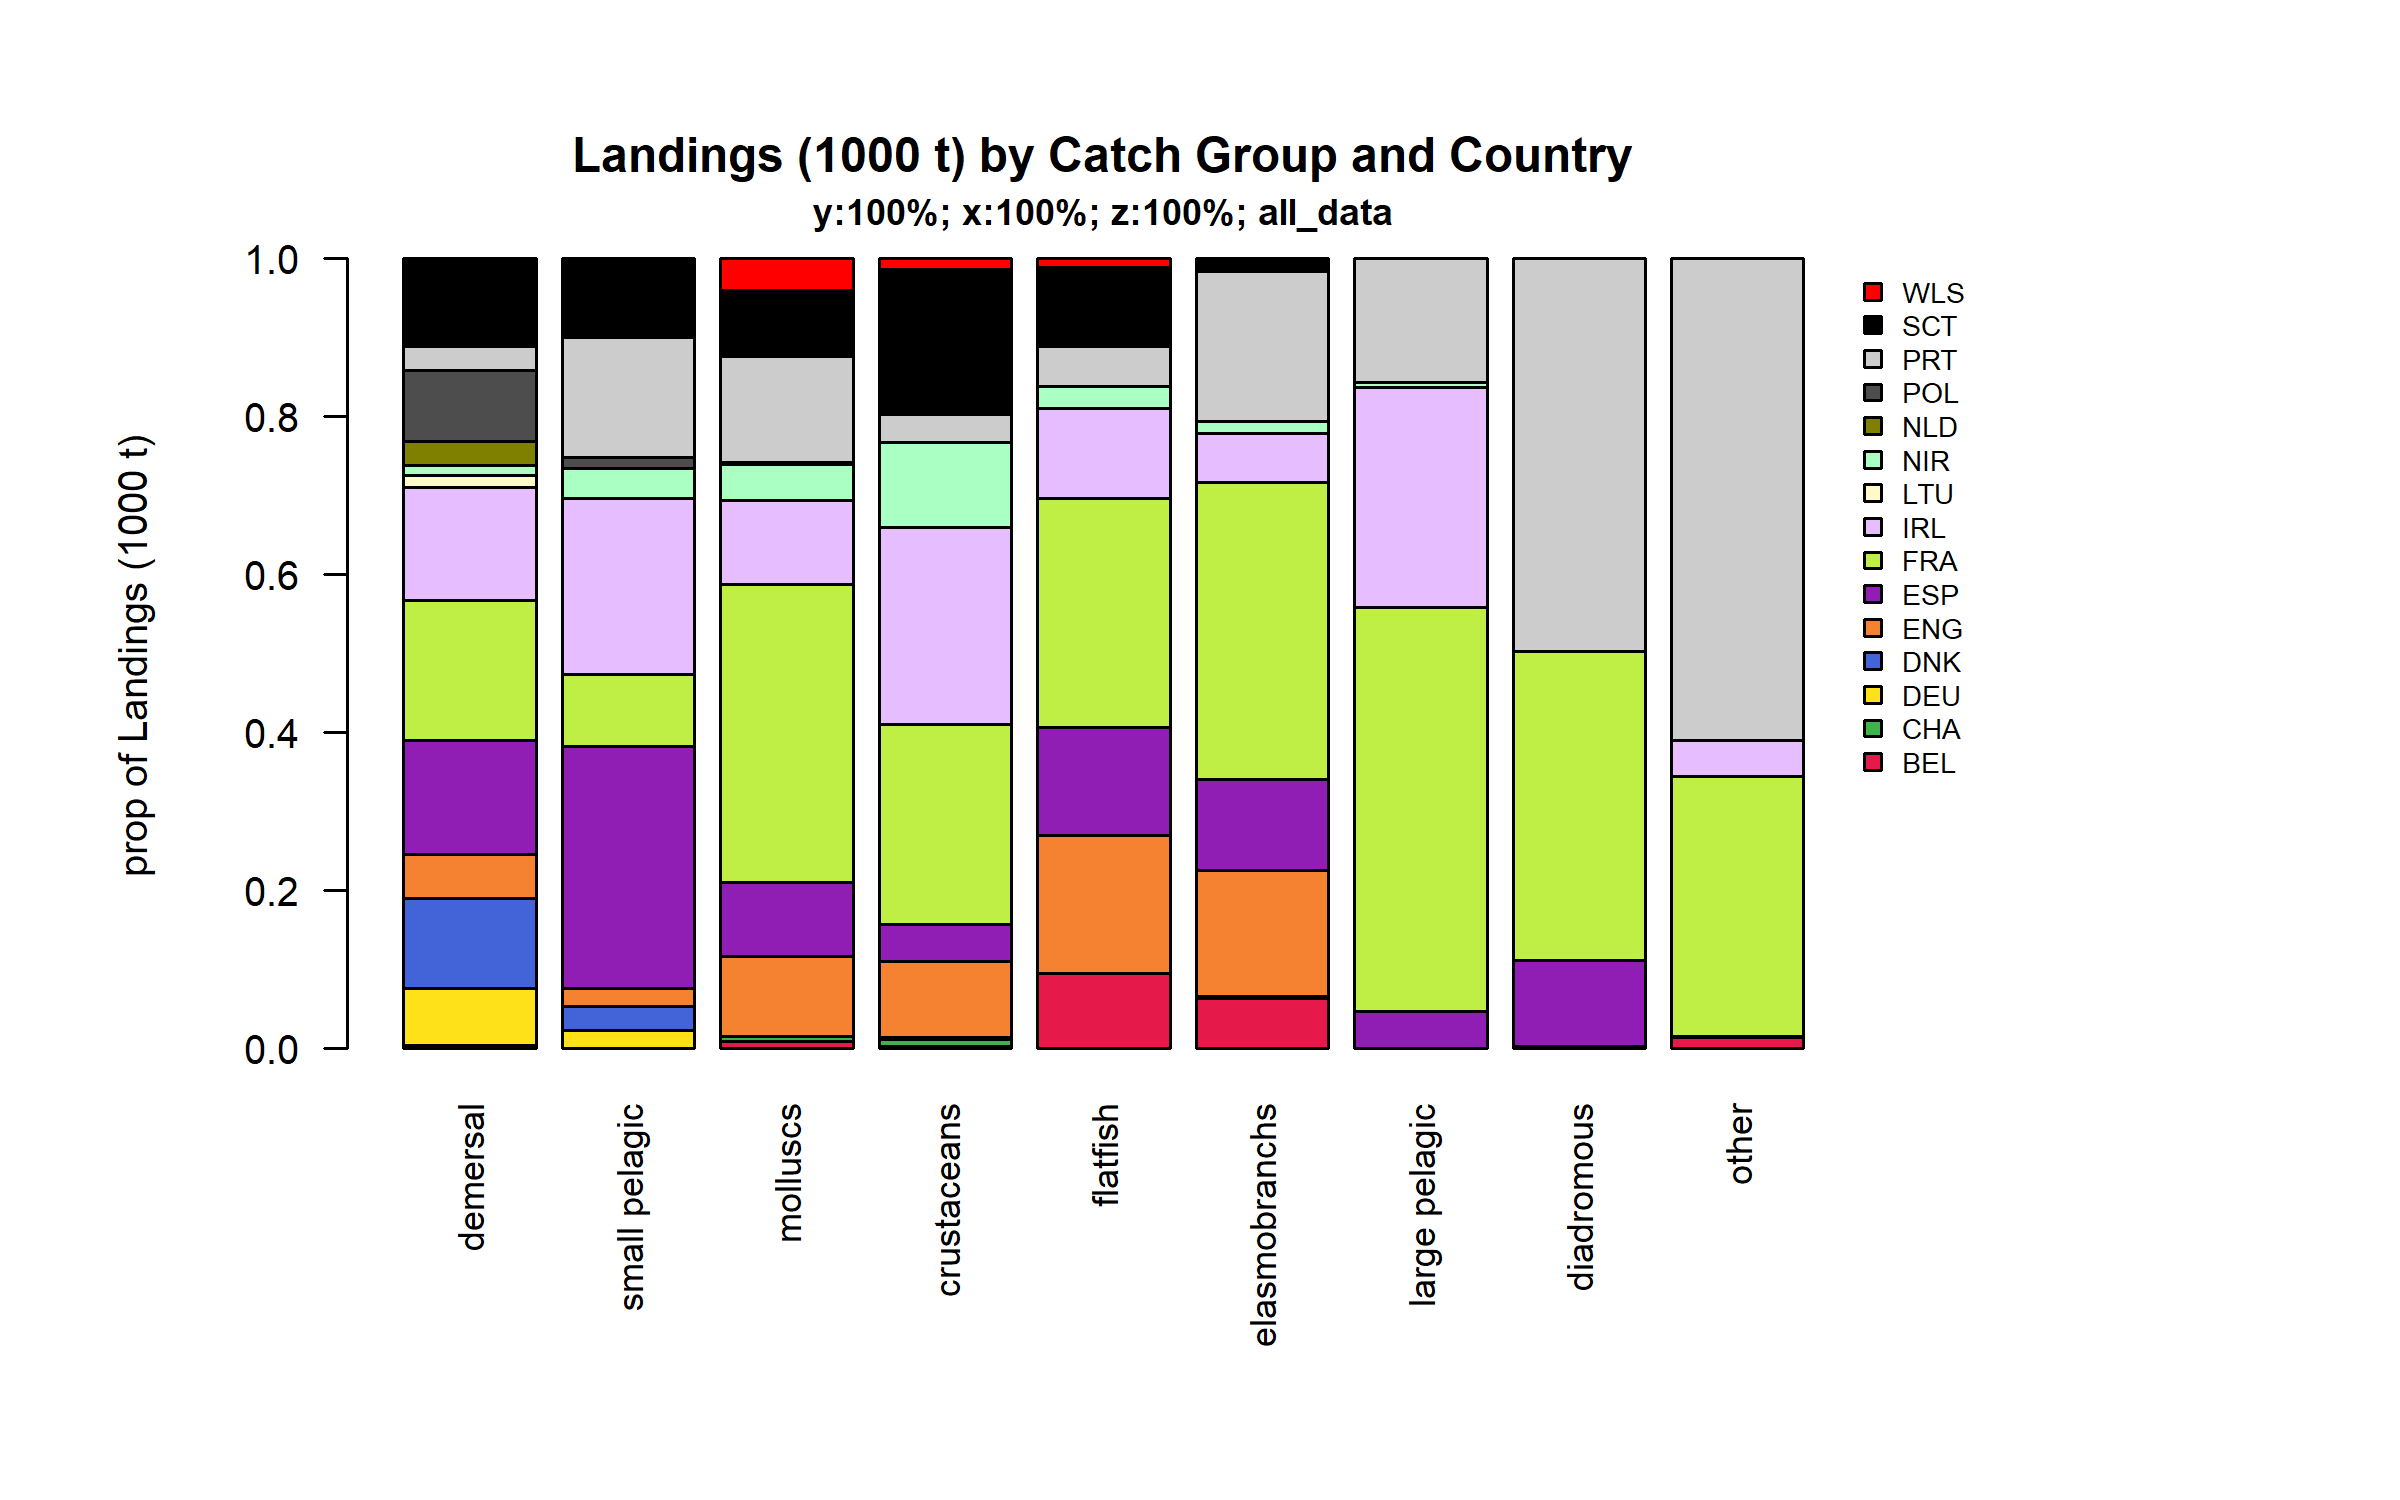 Landings (1000 t) by Catch Group and Country
y:100%; x:100%; z:100%; all_data
prop of Landings (1000 t)
1.0
0.8
0.6
0.4
0.2
0.0
demersal
small pelagic
molluscs
crustaceans
flatfish
elasmobranchs
large pelagic
diadromous
other
WLS
SCT
PRT
POL
NLD
NIR
LTU
IRL
FRA
ESP
ENG
DNK
DEU
CHA
BEL